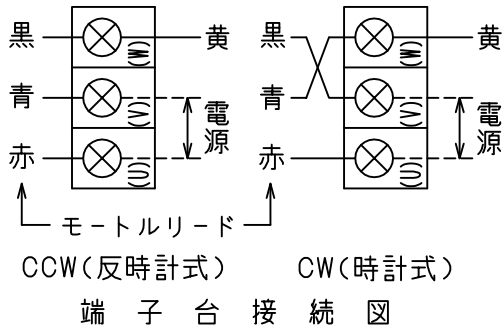 黒 (W) 黄 黒 (W) 黄
青 (V) 電源 青 (V) 電源
赤 (U) 赤 (U)
モートルリード
CCW(反時計式) CW(時計式)
端子台接続図